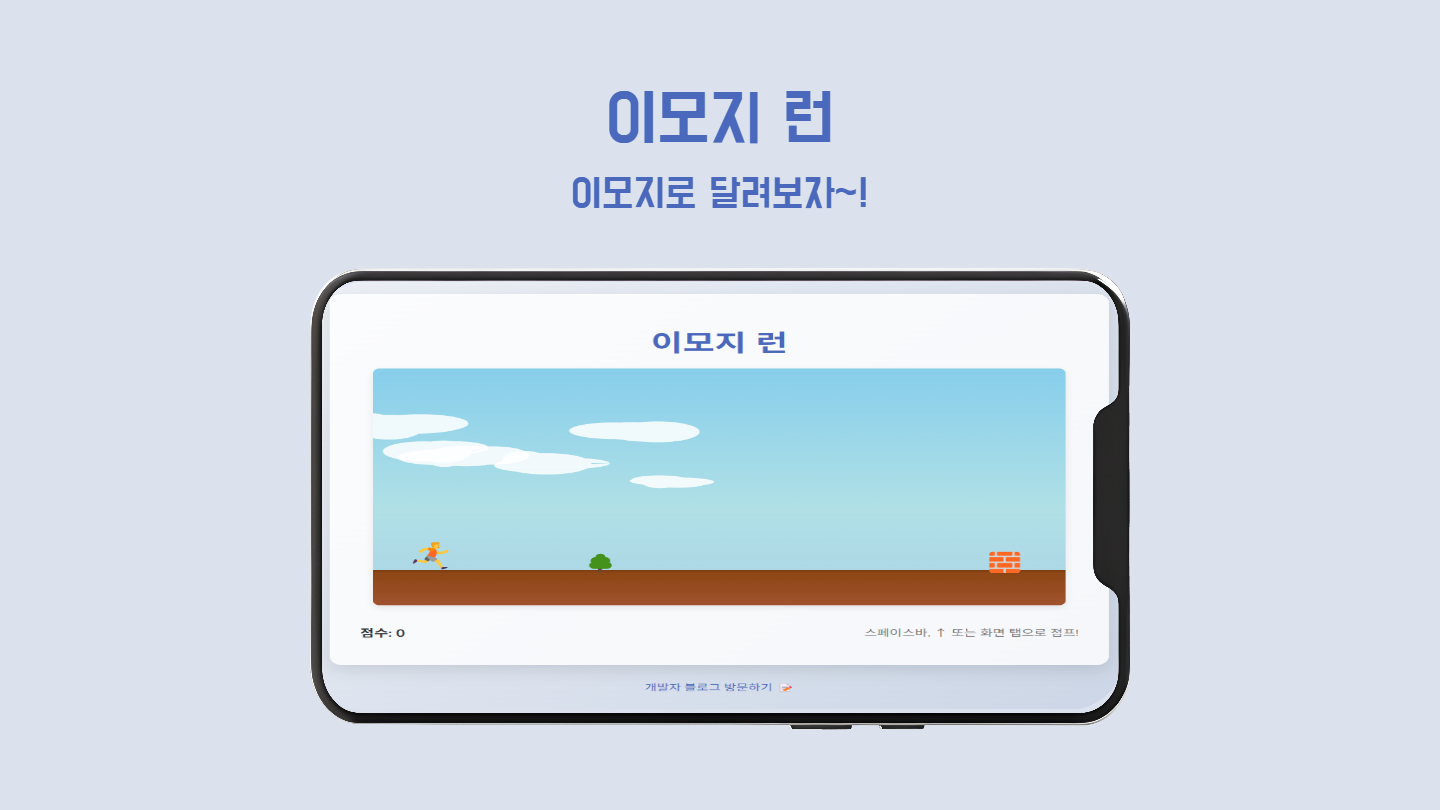 이모지 런
이모지로 달려보자~!
이모지 런
점수: 0
스페이스바, ↑ 또는 화면 탭으로 점프!
개발자 블로그 방문하기